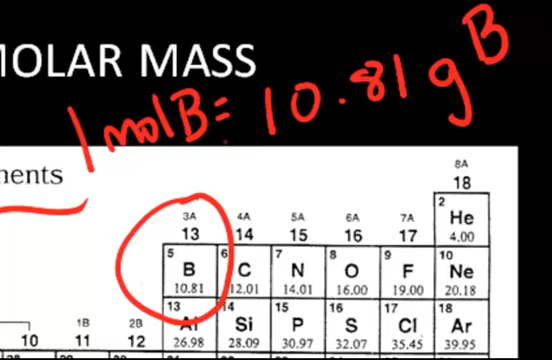 MOLAR MASS
1 mol B = 10.81 g B
ments
8A
18
3A 4A 5A 6A 7A 2
13 14 15 16 17 He
4.00
5 6 7 8 9 10
B C N O F Ne
10.81 12.01 14.01 16.00 19.00 20.18
13 14 15 16 17 18
1B 2B Al Si P S Cl Ar
10 11 12 26.98 28.09 30.97 32.07 35.45 39.95